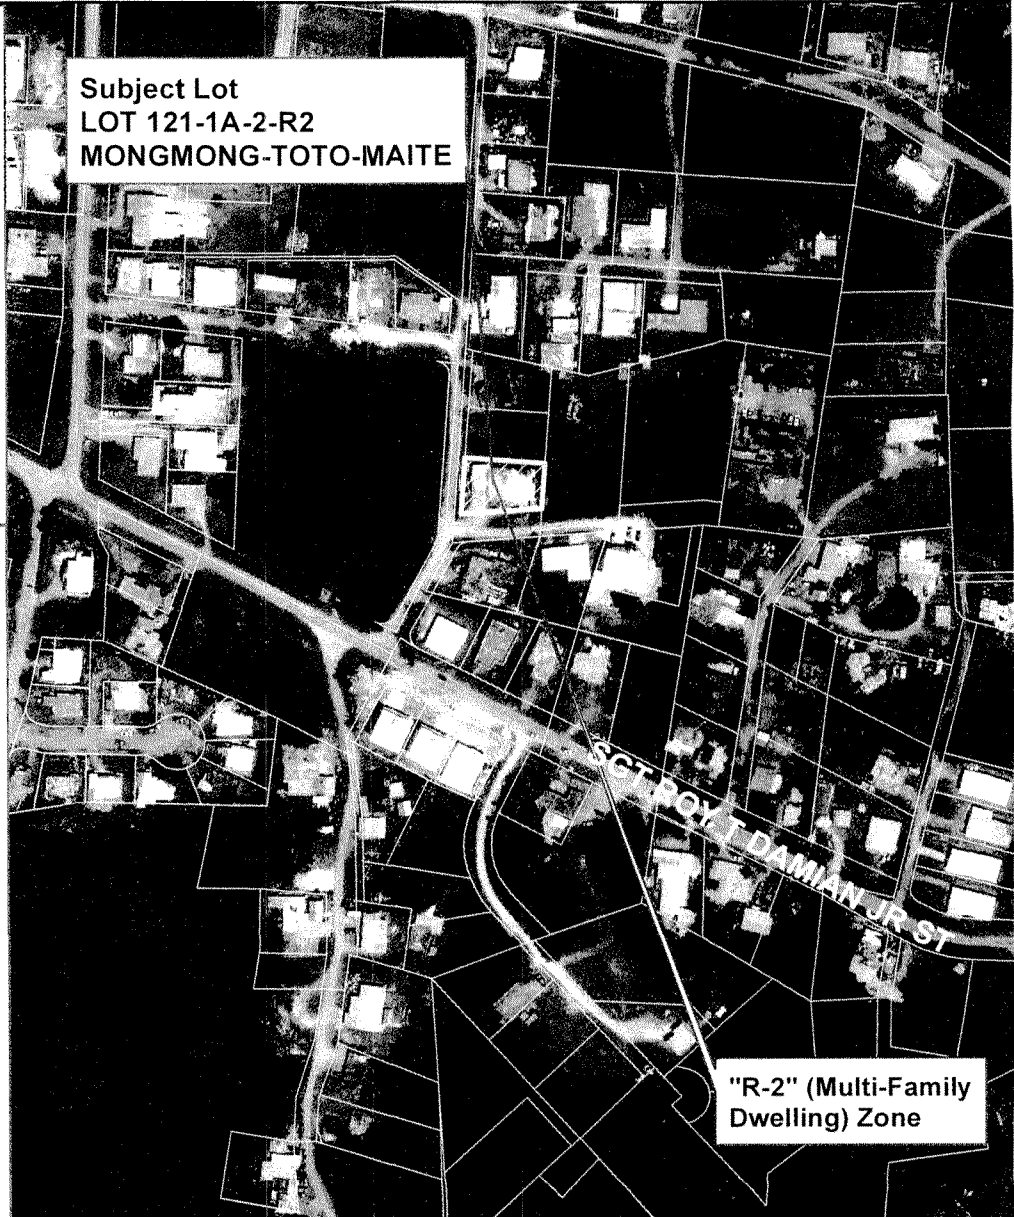 Subject Lot
LOT 121-1A-2-R2
MONGMONG-TOTO-MAITE
SGT ROY T DAMIAN JR ST
"R-2" (Multi-Family
Dwelling) Zone